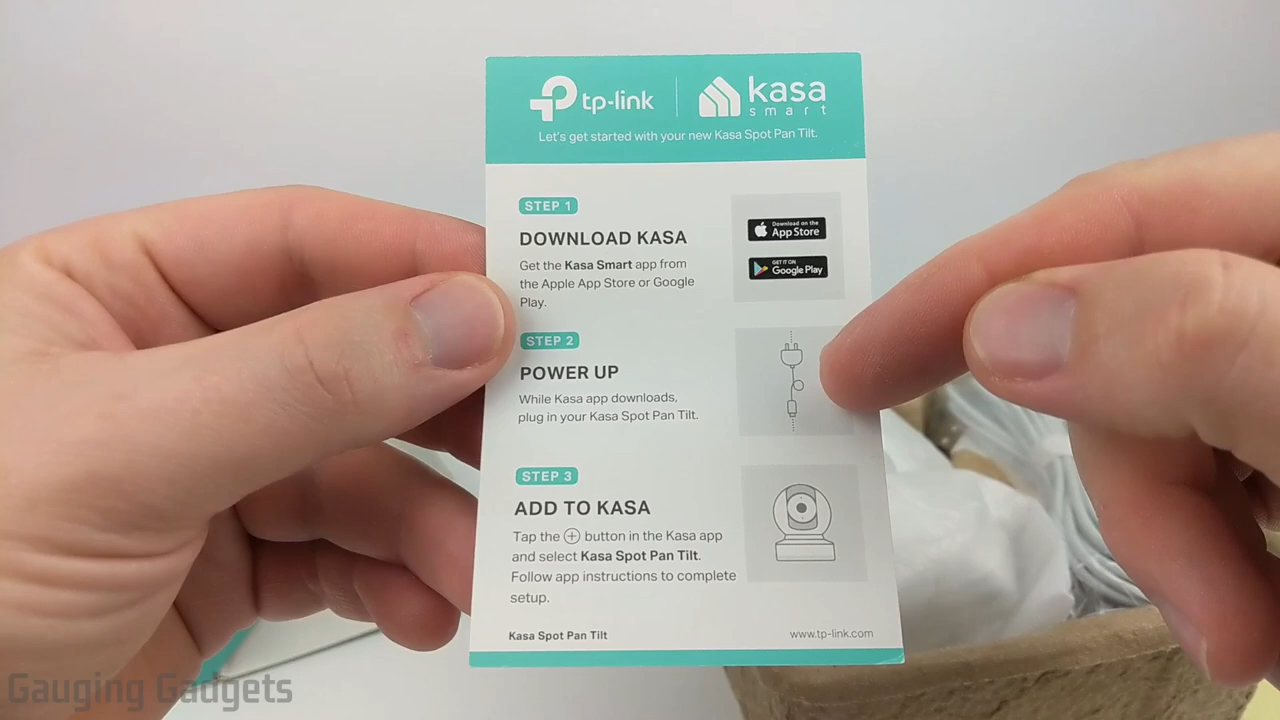 tp-link
kasa
smart
Let's get started with your new Kasa Spot Pan Tilt.
STEP 1
DOWNLOAD KASA
Get the Kasa Smart app from
the Apple App Store or Google
Play.
Download on the
App Store
GET IT ON
Google Play
STEP 2
POWER UP
While Kasa app downloads,
plug in your Kasa Spot Pan Tilt.
STEP 3
ADD TO KASA
Tap the ⊕ button in the Kasa app
and select Kasa Spot Pan Tilt.
Follow app instructions to complete
setup.
Kasa Spot Pan Tilt
www.tp-link.com
Gauging Gadgets